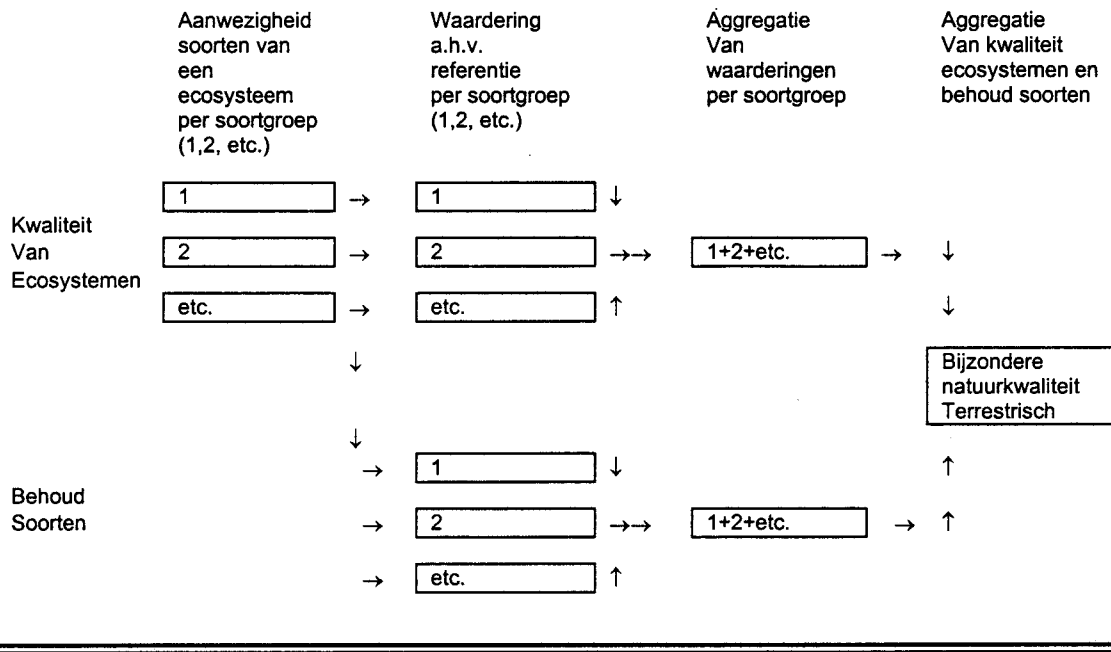 Aanwezigheid
soorten van
een
ecosysteem
per soortgroep
(1,2, etc.)
Waardering
a.h.v.
referentie
per soortgroep
(1,2, etc.)
Aggregatie
Van
waarderingen
per soortgroep
Aggregatie
Van kwaliteit
ecosystemen en
behoud soorten
Kwaliteit
Van
Ecosystemen
1 → 1 ↓
2 → 2 →→ 1+2+etc. → ↓
etc. → etc. ↑ ↓
↓
↓
Bijzondere
natuurkwaliteit
Terrestrisch
Behoud
Soorten
→ 1 ↓ ↑
→ 2 →→ 1+2+etc. → ↑
→ etc. ↑